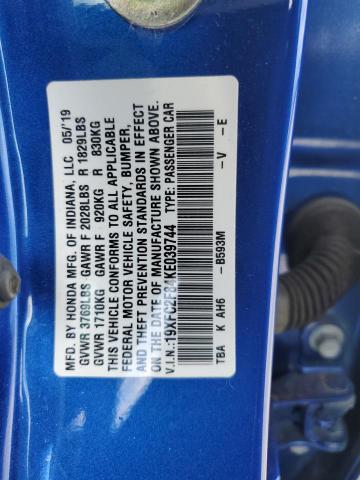 MFD. BY HONDA MFG. OF INDIANA, LLC 05/'19
GVWR 3769LBS GAWR F 2028LBS R 1829LBS
GVWR 1710KG GAWR F 920KG R 830KG
THIS VEHICLE CONFORMS TO ALL APPLICABLE
FEDERAL MOTOR VEHICLE SAFETY, BUMPER,
AND THEFT PREVENTION STANDARDS IN EFFECT
ON THE DATE OF MANUFACTURE SHOWN ABOVE.
V.I.N.: TYPE: PASSENGER CAR
TBA K AH6 -B593M -V -E